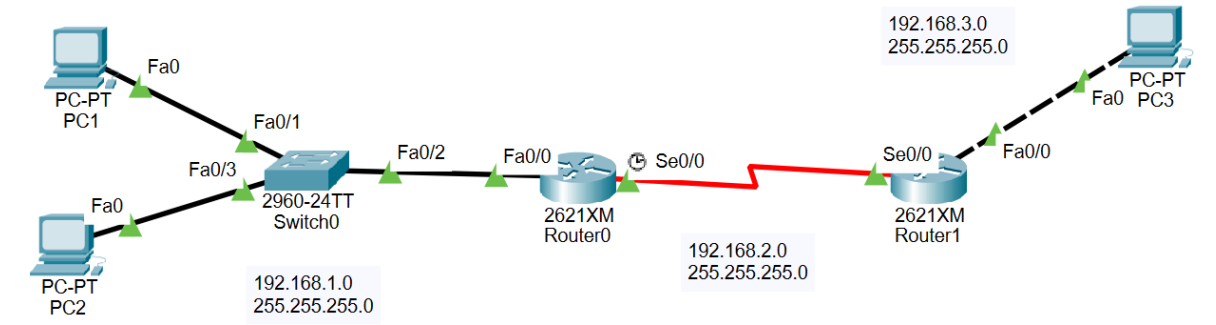 192.168.3.0
255.255.255.0
Fa0
PC-PT
PC1
Fa0/1
Fa0/3
Fa0
PC-PT
PC2
2960-24TT
Switch0
Fa0/2
Fa0/0
Se0/0
2621XM
Router0
192.168.1.0
255.255.255.0
192.168.2.0
255.255.255.0
Se0/0
Fa0/0
2621XM
Router1
Fa0
PC-PT
PC3